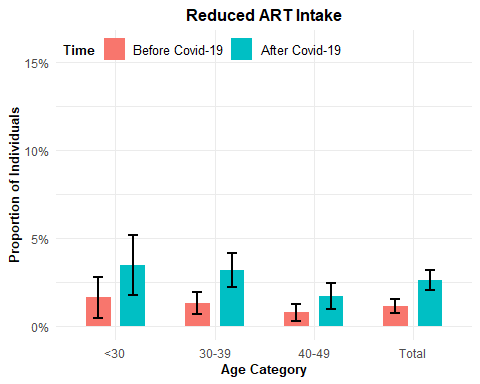 Reduced ART Intake
Time Before Covid-19 After Covid-19
15%
10%
5%
0%
Proportion of Individuals
<30 30-39 40-49 Total
Age Category